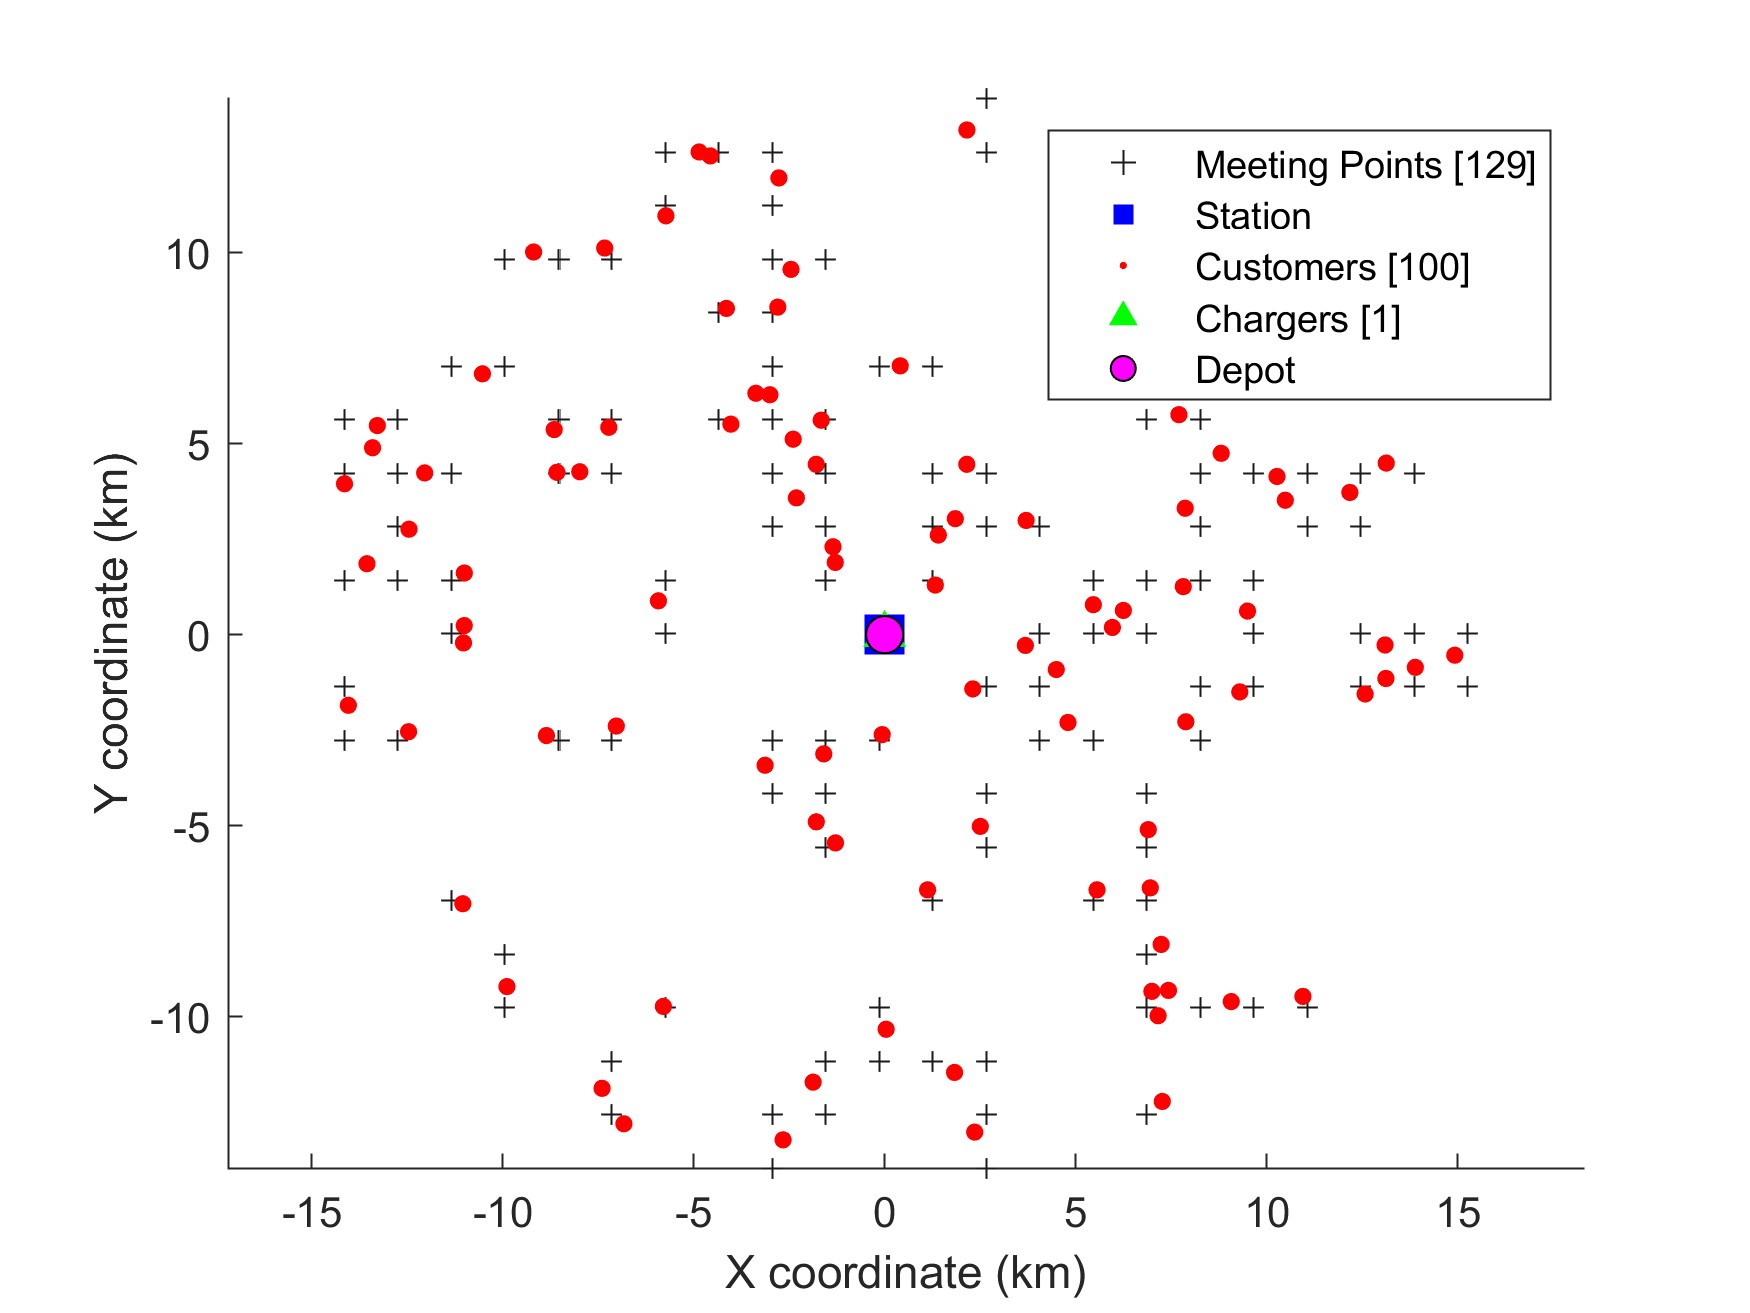 Meeting Points [129]
Station
Customers [100]
Chargers [1]
Depot
10
5
0
-5
-10
Y coordinate (km)
-15 -10 -5 0 5 10 15
X coordinate (km)